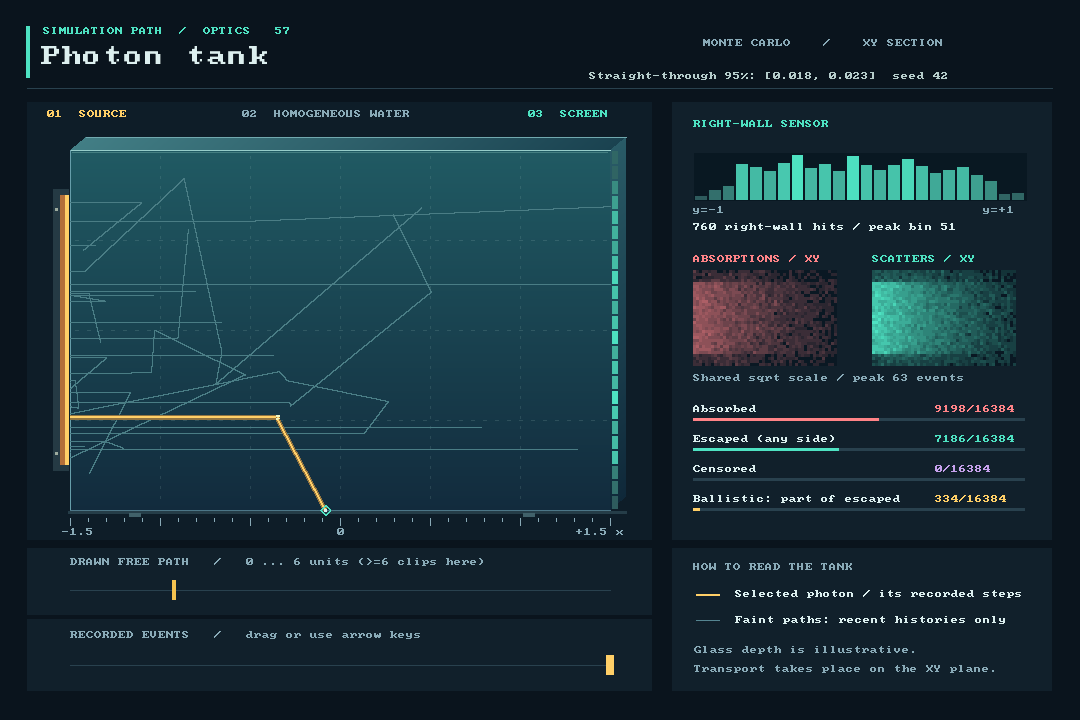 SIMULATION PATH / OPTICS 57
Photon tank
MONTE CARLO / XY SECTION
Straight-through 95%: [0.018, 0.023] seed 42
01 SOURCE
02 HOMOGENEOUS WATER
03 SCREEN
-1.5
0
+1.5 x
DRAWN FREE PATH / 0 ... 6 units (>=6 clips here)
RECORDED EVENTS / drag or use arrow keys
RIGHT-WALL SENSOR
y=-1
y=+1
760 right-wall hits / peak bin 51
ABSORPTIONS / XY
SCATTERS / XY
Shared sqrt scale / peak 63 events
Absorbed 9198/16384
Escaped (any side) 7186/16384
Censored 0/16384
Ballistic: part of escaped 334/16384
HOW TO READ THE TANK
Selected photon / its recorded steps
Faint paths: recent histories only
Glass depth is illustrative.
Transport takes place on the XY plane.